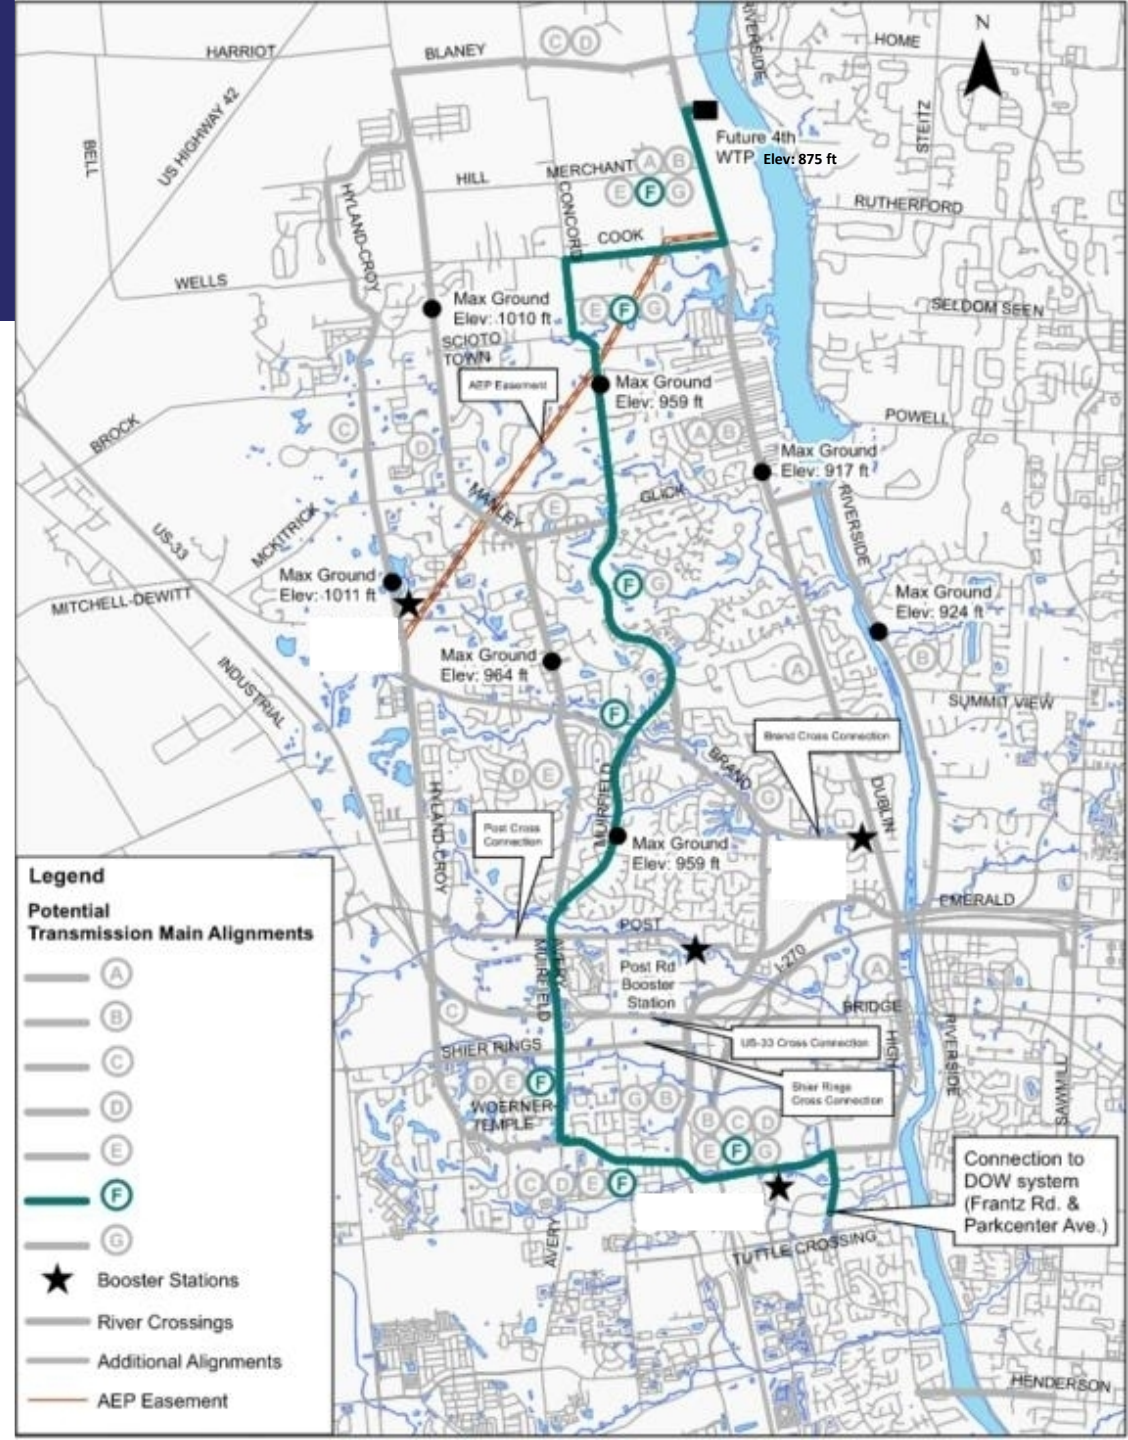 HARRIOT
BLANEY
C D
RIVERSIDE
HOME
N
BELL
US HIGHWAY 42
STEITZ
Future 4th
WTP Elev: 875 ft
MERCHANT
A B
E F G
HILL
CONCORD
HYLAND-CROY
RUTHERFORD
COOK
WELLS
Max Ground
Elev: 1010 ft
E F G
SELDOM SEEN
SCIOTO
TOWN
AEP Easement
Max Ground
Elev: 959 ft
BROCK
C
D
A G
POWELL
Max Ground
Elev: 917 ft
MANLEY
GLICK
E
RIVERSIDE
US-33
MCKITRICK
Max Ground
Elev: 1011 ft
F G
MITCHELL-DEWITT
Max Ground
Elev: 924 ft
Max Ground
Elev: 964 ft
A
B
INDUSTRIAL
SUMMIT VIEW
F
Brand Cross Connection
BRAND
D E
G
DUBLIN
HYLAND-CROY
MUIRFIELD
Post Cross
Connection
Max Ground
Elev: 959 ft
EMERALD
POST
AVERY
MUIRFIELD
Post Rd
Booster
Station
I-270
A
C
BRIDGE
US-33 Cross Connection
HIGH
RIVERSIDE
SHIER RINGS
Shier Rings
Cross Connection
SAWMILL
D E F
G B
WOERNER-
TEMPLE
B C D
E F G
C D E F
Connection to
DOW system
(Frantz Rd. &
Parkcenter Ave.)
AVERY
TUTTLE CROSSING
HENDERSON
Legend
Potential
Transmission Main Alignments
A
B
C
D
E
F
G
Booster Stations
River Crossings
Additional Alignments
AEP Easement